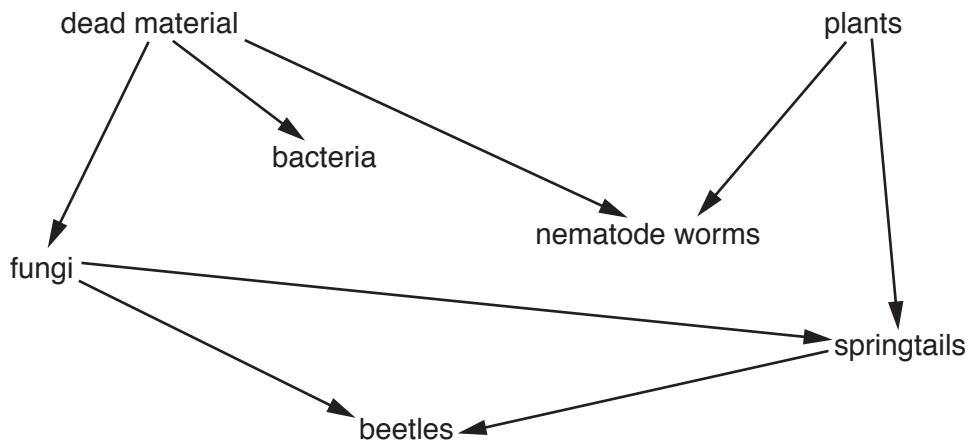 dead material
plants
bacteria
nematode worms
fungi
springtails
beetles